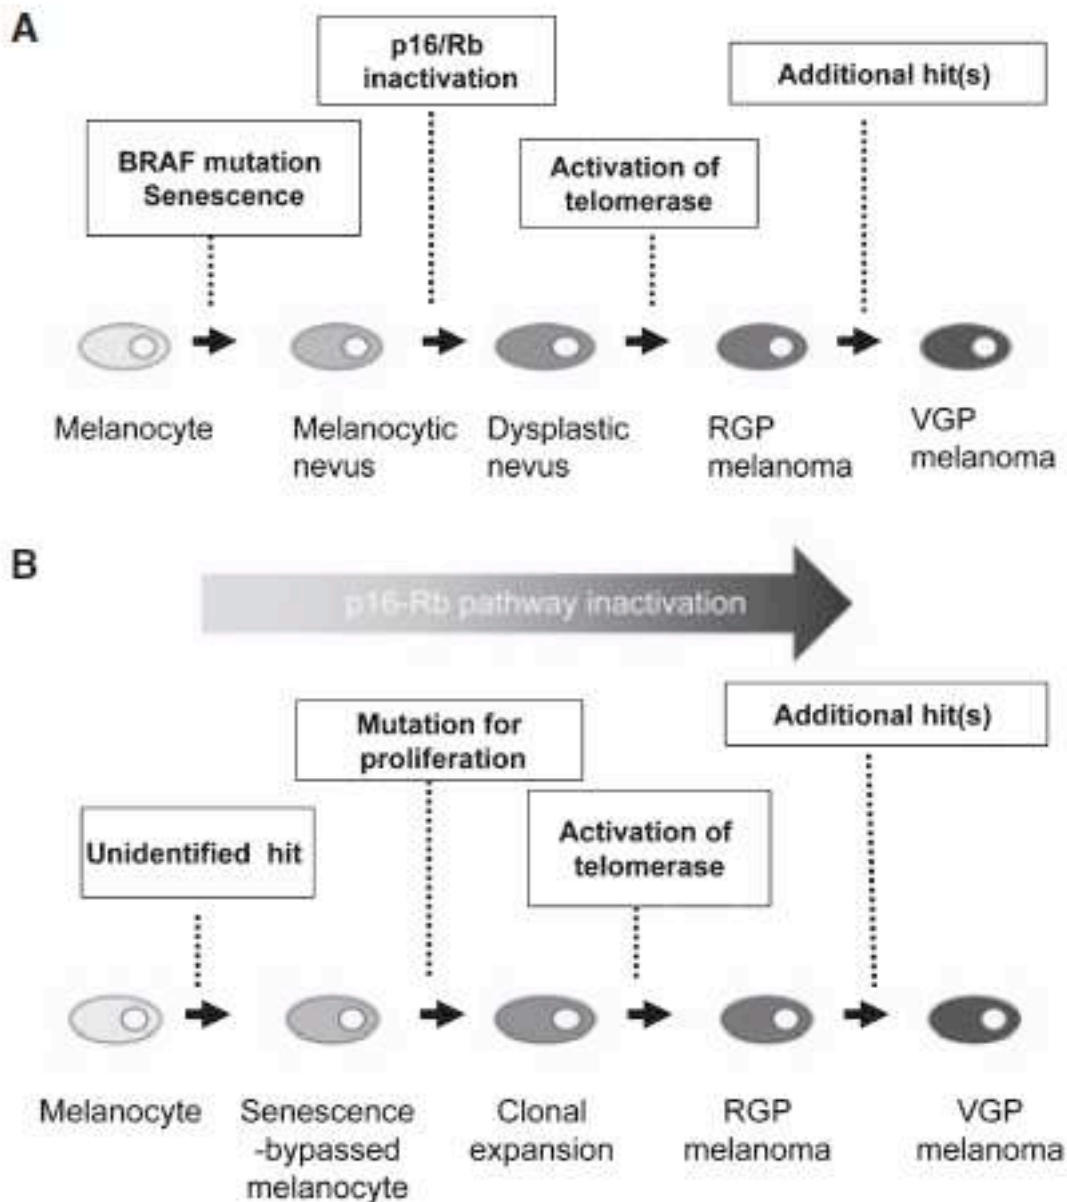 A
p16/Rb
inactivation
Additional hit(s)
BRAF mutation
Senescence
Activation of
telomerase
Melanocyte
Melanocytic
nevus
Dysplastic
nevus
RGP
melanoma
VGP
melanoma
B
p16-Rb pathway inactivation
Mutation for
proliferation
Additional hit(s)
Unidentified hit
Activation of
telomerase
Melanocyte
Senescence
-bypassed
melanocyte
Clonal
expansion
RGP
melanoma
VGP
melanoma